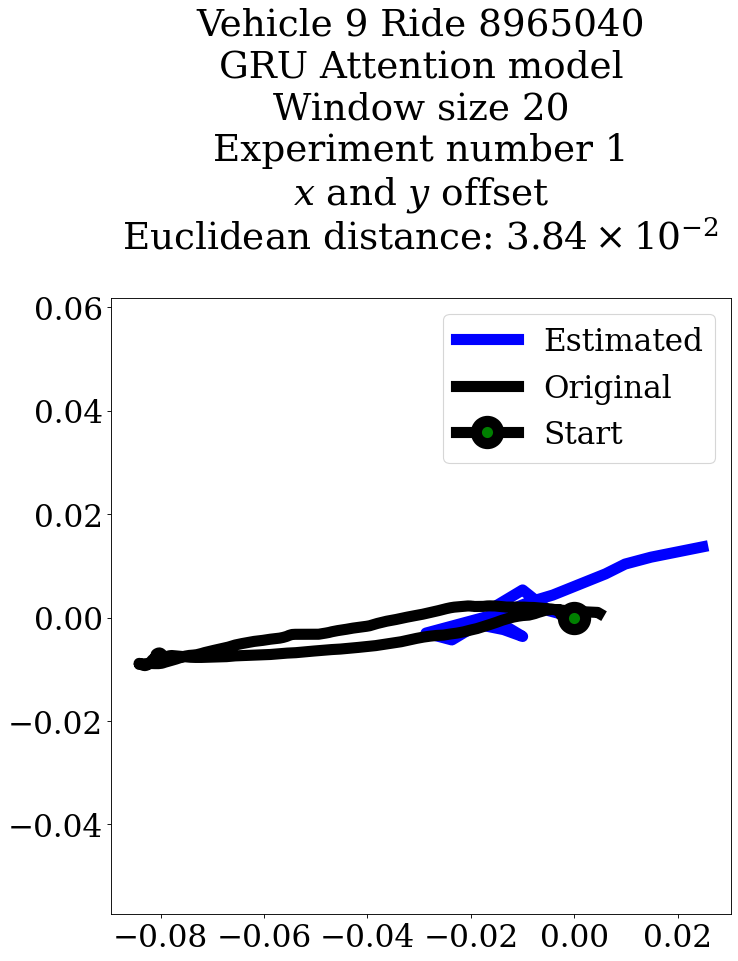 Vehicle 9 Ride 8965040
GRU Attention model
Window size 20
Experiment number 1
x and y offset
Euclidean distance: 3.84 × 10⁻²
Estimated
Original
Start
0.06
0.04
0.02
0.00
−0.02
−0.04
−0.08 −0.06 −0.04 −0.02 0.00 0.02